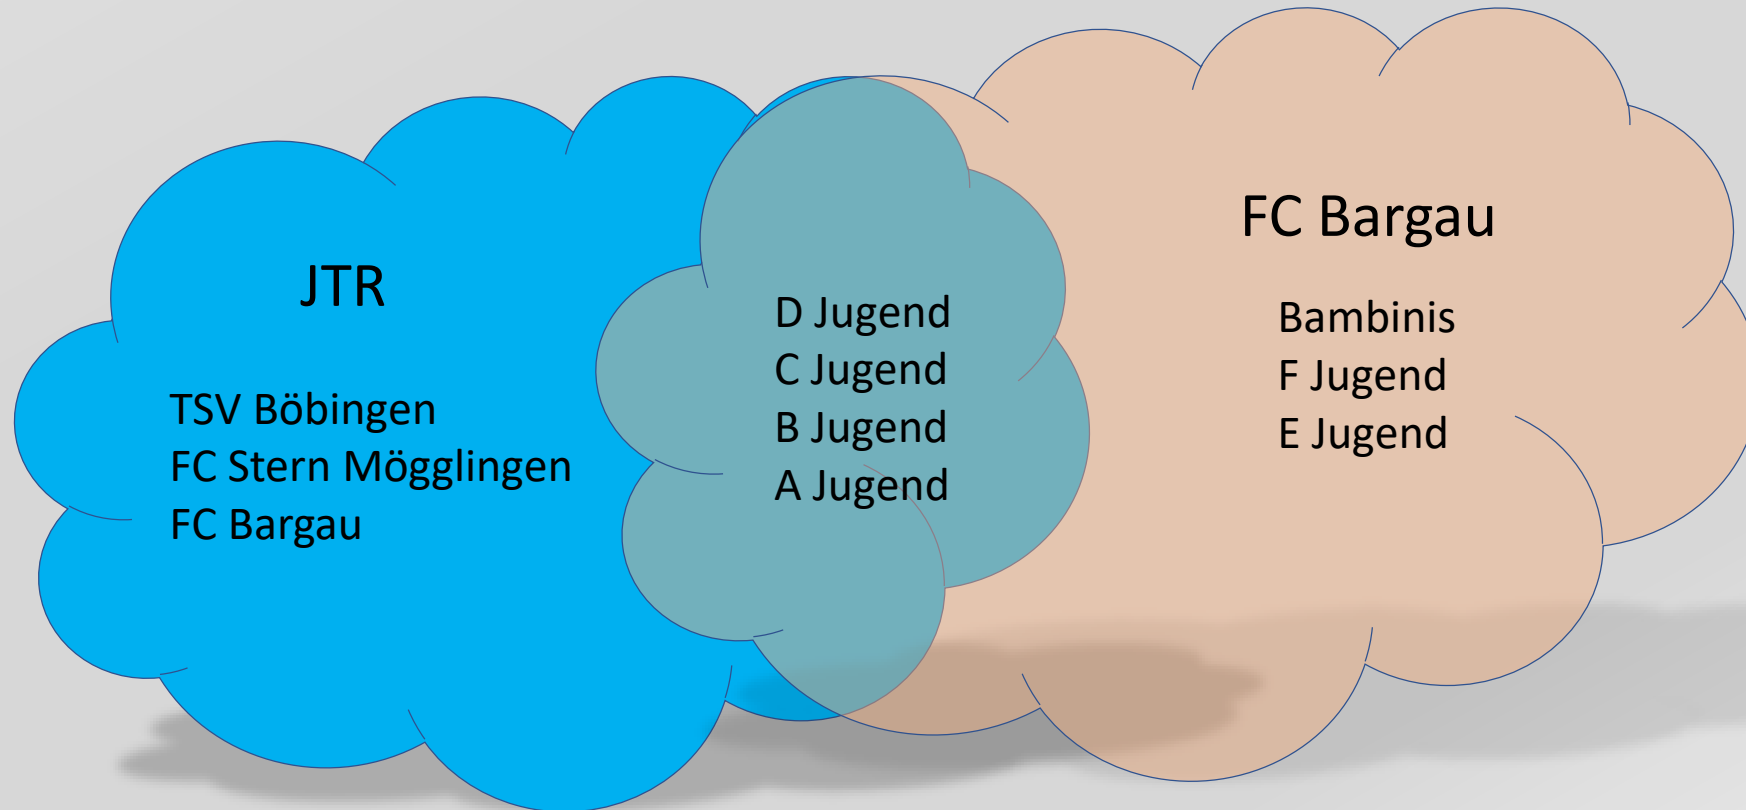 JTR
TSV Böbingen
FC Stern Mögglingen
FC Bargau
D Jugend
C Jugend
B Jugend
A Jugend
FC Bargau
Bambinis
F Jugend
E Jugend